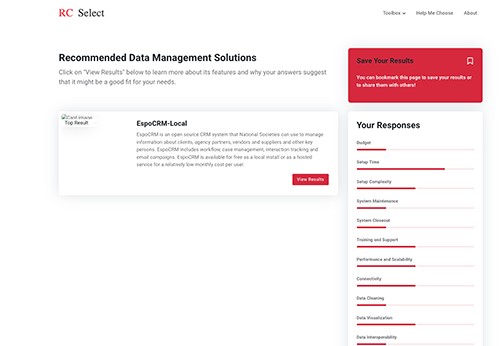 RC Select
Toolbox
Help Me Choose
About
Recommended Data Management Solutions
Click on "View Results" below to learn more about its features and why your answers suggest
that it might be a good fit for your needs.
Card image
Top Result
EspoCRM-Local
EspoCRM is an open source CRM system that National Societies can use to manage
information about clients, agency partners, vendors and suppliers and other key
persons. EspoCRM includes workflow, case management, interaction tracking and
email campaigns. EspoCRM is available for free as a local install or as a hosted
service for a relatively low monthly cost per user.
View Results
Save Your Results
You can bookmark this page to save your results or
to share them with others!
Your Responses
Budget
Setup Time
Setup Complexity
System Maintenance
System Closeout
Training and Support
Performance and Scalability
Connectivity
Data Cleaning
Data Visualization
Data Interoperability